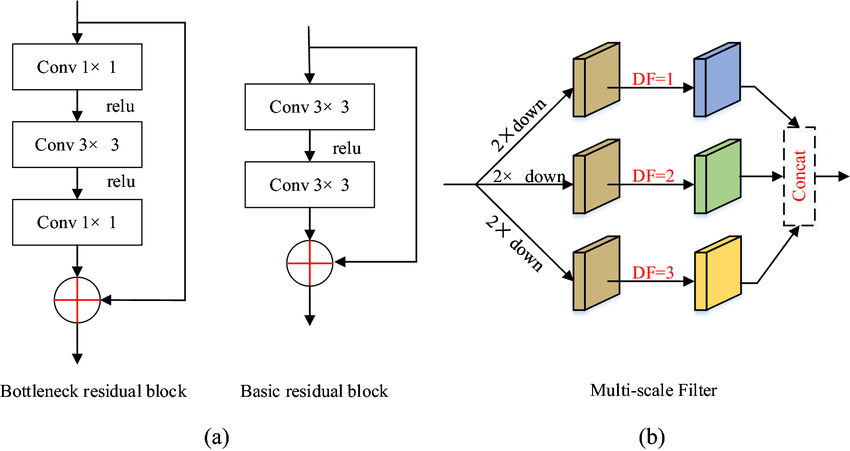 Conv 1× 1
relu
Conv 3× 3
relu
Conv 1× 1
Bottleneck residual block
Conv 3× 3
relu
Conv 3× 3
Basic residual block
(a)
2× down
DF=1
2× down
DF=2
2× down
DF=3
Concat
Multi-scale Filter
(b)